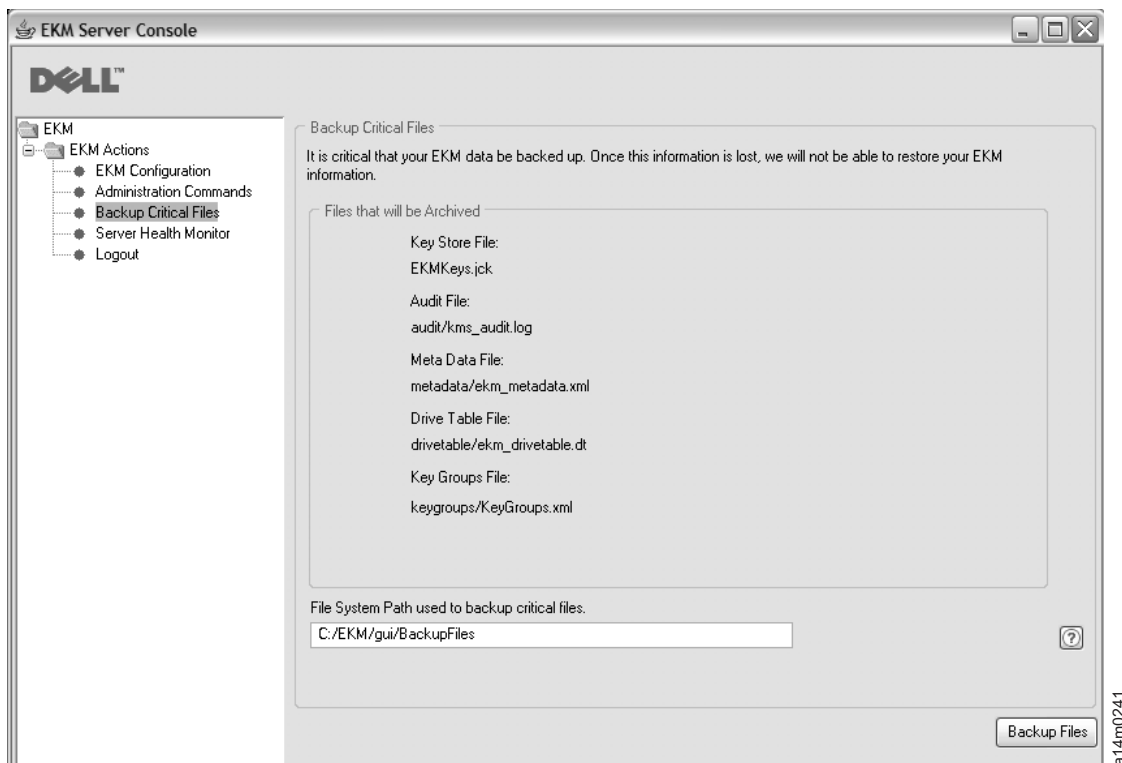 EKM Server Console
DELL™
EKM
EKM Actions
EKM Configuration
Administration Commands
Backup Critical Files
Server Health Monitor
Logout
Backup Critical Files
It is critical that your EKM data be backed up. Once this information is lost, we will not be able to restore your EKM
information.
Files that will be Archived
Key Store File:
EKMKeys.jck
Audit File:
audit/kms_audit.log
Meta Data File:
metadata/ekm_metadata.xml
Drive Table File:
drivetable/ekm_drivetable.dt
Key Groups File:
keygroups/KeyGroups.xml
File System Path used to backup critical files.
C:/EKM/gui/BackupFiles
?
Backup Files
a14m0241